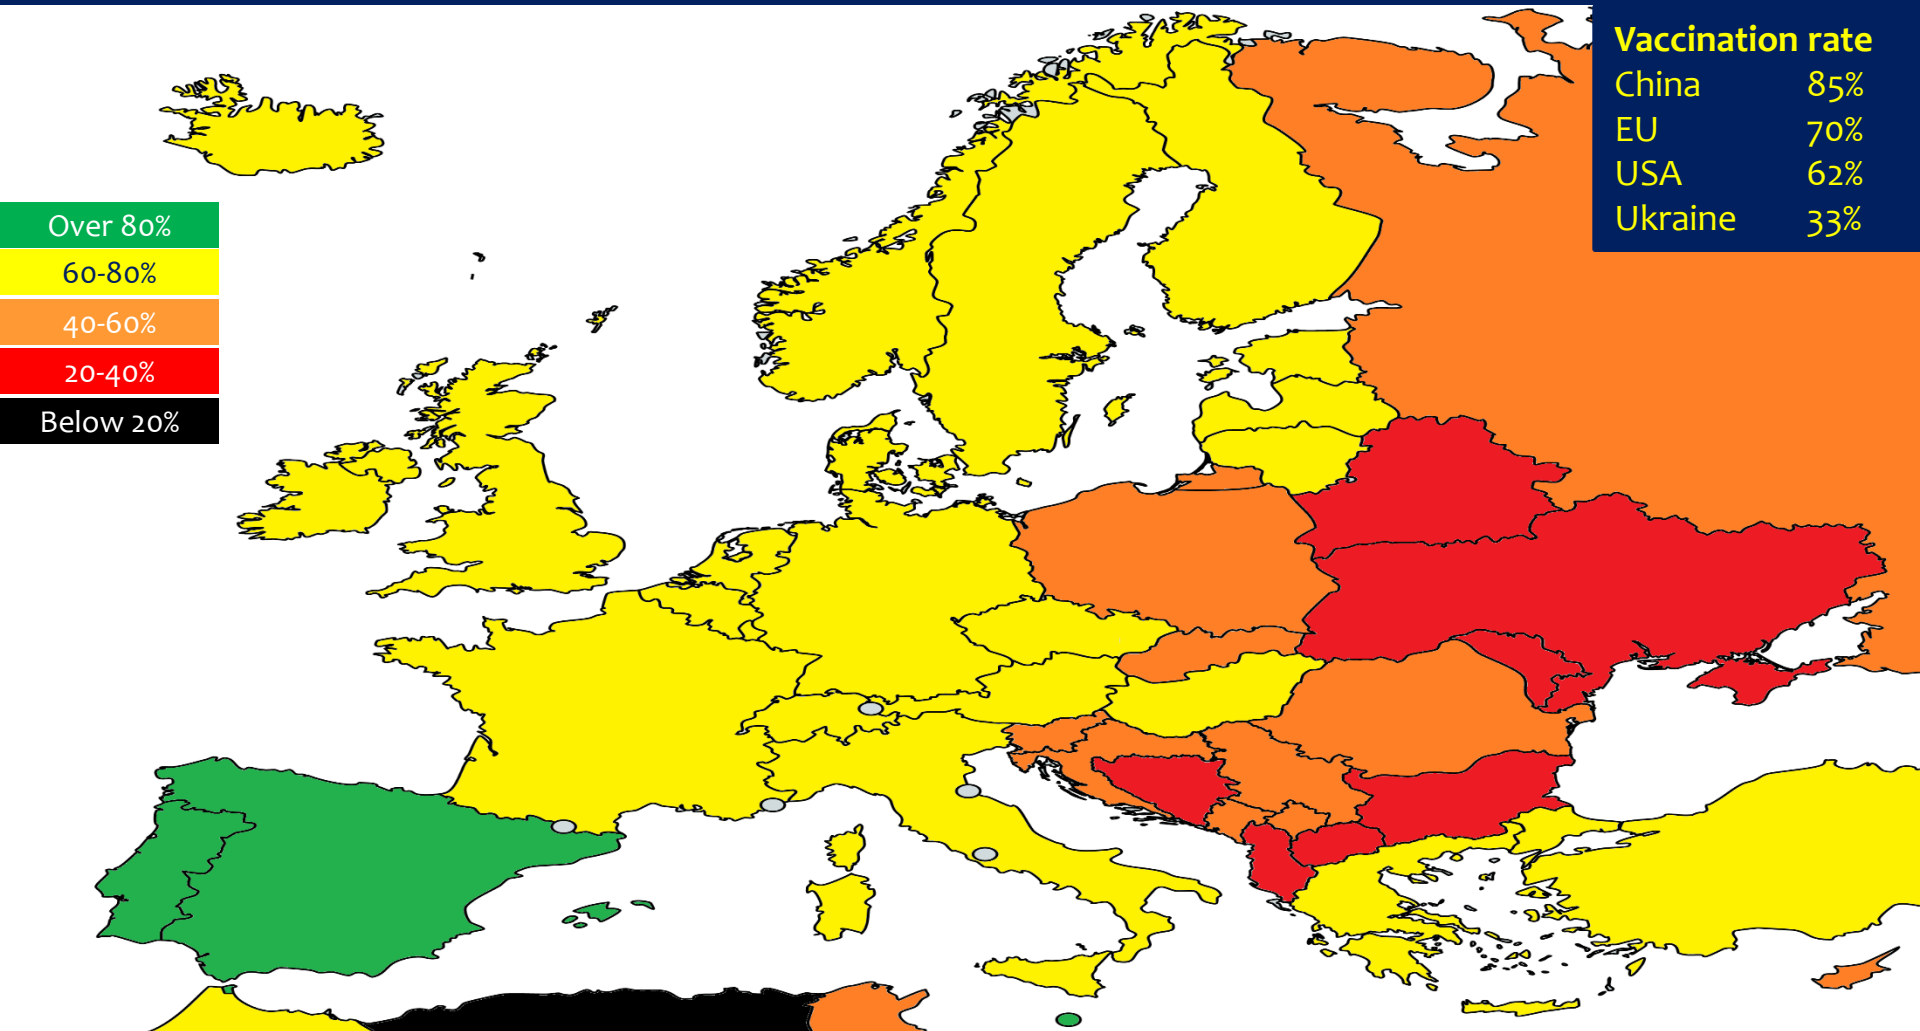 Vaccination rate
China 85%
EU 70%
USA 62%
Ukraine 33%
Over 80%
60-80%
40-60%
20-40%
Below 20%